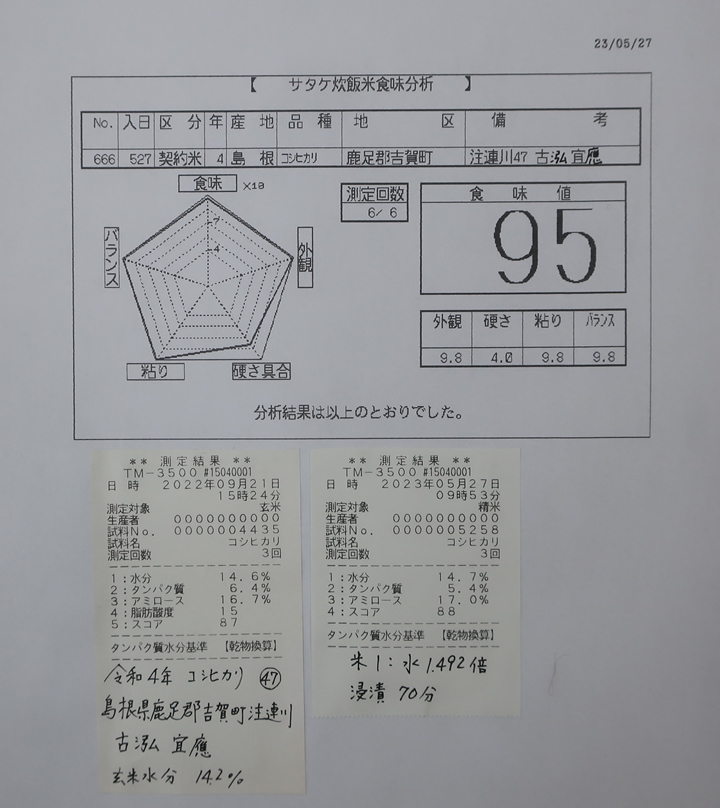 23/05/27
【 サタケ炊飯米食味分析 】
No. 入日 区分 年 産地 品種 地区 備考
666 527 契約米 4 島根 コシヒカリ 鹿足郡吉賀町 注連川47 古泓宜應
食味 ×10
7
4
バランス
外観
粘り
硬さ具合
測定回数
6/ 6
食味値
95
外観 硬さ 粘り バランス
9.8 4.0 9.8 9.8
分析結果は以上のとおりでした。
** 測定結果 **
TM-3500 #15040001
日時 2022年09月21日
15時24分
測定対象 玄米
生産者 0000000000
試料No. 0000004435
試料名 コシヒカリ
測定回数 3回
1:水分 14.6%
2:タンパク質 6.4%
3:アミロース 16.7%
4:脂肪酸度 15
5:スコア 87
タンパク質水分基準 【乾物換算】
令和4年 コシヒカリ ㊼
島根県鹿足郡吉賀町注連川
古泓 宜應
玄米水分 14.2%
** 測定結果 **
TM-3500 #15040001
日時 2023年05月27日
09時53分
測定対象 精米
生産者 0000000000
試料No. 0000005258
試料名 コシヒカリ
測定回数 3回
1:水分 14.7%
2:タンパク質 5.4%
3:アミロース 17.0%
4:スコア 88
タンパク質水分基準 【乾物換算】
米1:水1.492倍
浸漬 70分